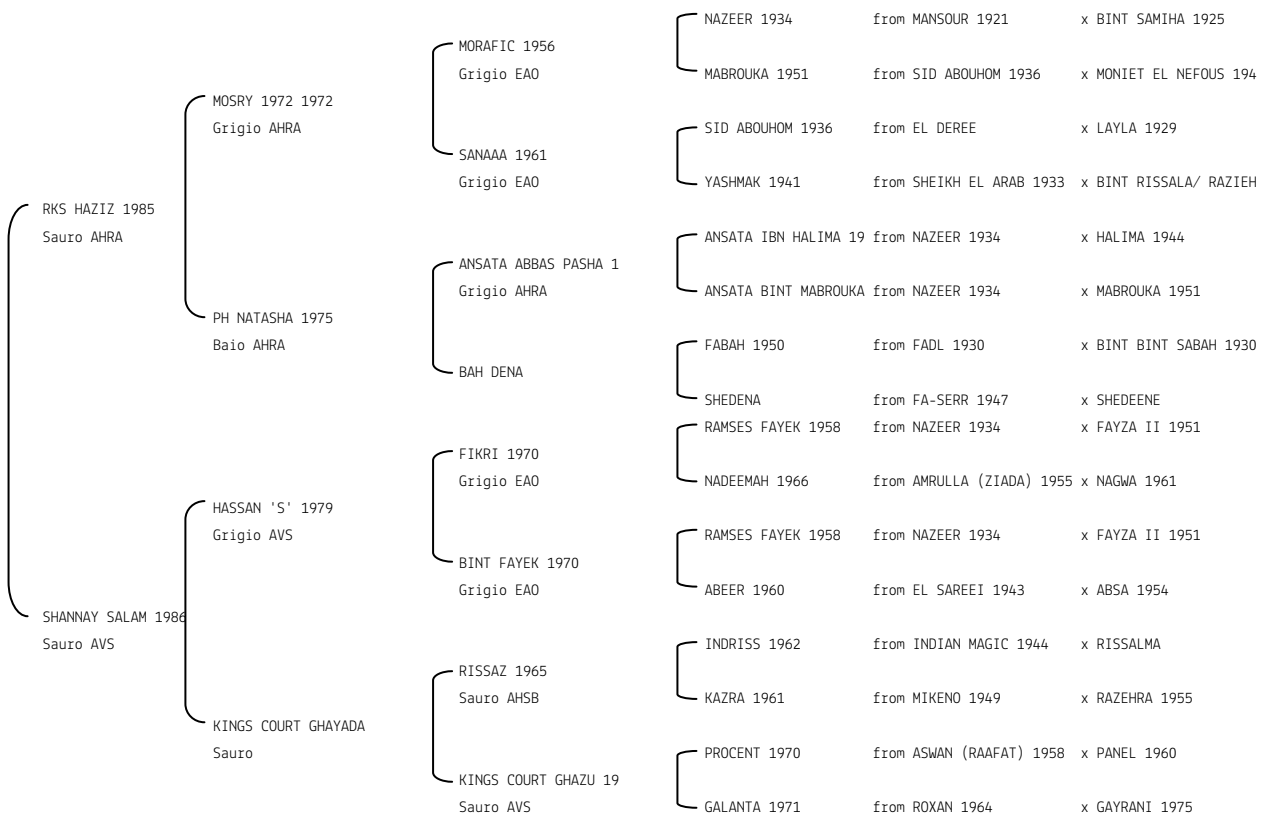 NAZEER 1934 from MANSOUR 1921 x BINT SAMIHA 1925
MORAFIC 1956
Grigio EAO
MABROUKA 1951 from SID ABOUHOM 1936 x MONIET EL NEFOUS 194
MOSRY 1972 1972
Grigio AHRA
SID ABOUHOM 1936 from EL DEREE x LAYLA 1929
SANAAA 1961
Grigio EAO
YASHMAK 1941 from SHEIKH EL ARAB 1933 x BINT RISSALA/ RAZIEH
RKS HAZIZ 1985
Sauro AHRA
ANSATA IBN HALIMA 19 from NAZEER 1934 x HALIMA 1944
ANSATA ABBAS PASHA 1
Grigio AHRA
ANSATA BINT MABROUKA from NAZEER 1934 x MABROUKA 1951
PH NATASHA 1975
Baio AHRA
FABAH 1950 from FADL 1930 x BINT BINT SABAH 1930
BAH DENA
SHEDENA from FA-SERR 1947 x SHEDEENE
RAMSES FAYEK 1958 from NAZEER 1934 x FAYZA II 1951
FIKRI 1970
Grigio EAO
NADEEMAH 1966 from AMRULLA (ZIADA) 1955 x NAGWA 1961
HASSAN 'S' 1979
Grigio AVS
RAMSES FAYEK 1958 from NAZEER 1934 x FAYZA II 1951
BINT FAYEK 1970
Grigio EAO
ABEER 1960 from EL SAREEI 1943 x ABSA 1954
SHANNAY SALAM 1986
Sauro AVS
INDRISS 1962 from INDIAN MAGIC 1944 x RISSALMA
RISSAZ 1965
Sauro AHSB
KAZRA 1961 from MIKENO 1949 x RAZEHRA 1955
KINGS COURT GHAYADA
Sauro
PROCENT 1970 from ASWAN (RAAFAT) 1958 x PANEL 1960
KINGS COURT GHAZU 19
Sauro AVS
GALANTA 1971 from ROXAN 1964 x GAYRANI 1975